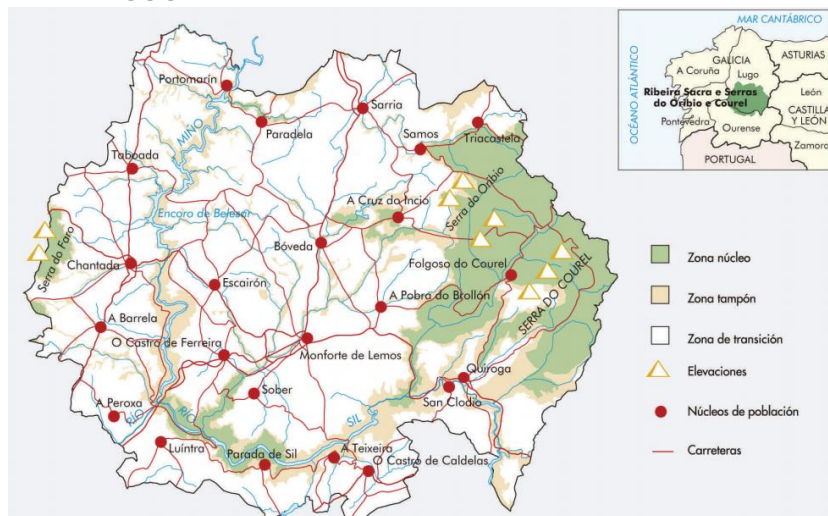 MAR CANTÁBRICO
OCÉANO ATLÁNTICO
GALICIA
ASTURIAS
A Coruña
Lugo
León
Ribeira Sacra e Serras
do Oribio e Courel
CASTILLA
Y LEÓN
Pontevedra
Ourense
Zamora
PORTUGAL
Portomarín
Sarria
MIÑO
Paradela
Samos
Triacastela
Taboada
A Cruz do Incio
Serra do Oribio
Encoro de Belesar
Serra do Faro
Bóveda
Chantada
Folgoso do Courel
Escairón
SERRA DO COUREL
A Pobra do Brollón
A Barrela
O Castro de Ferreira
Monforte de Lemos
Quiroga
Sober
San Clodio
A Peroxa
RÍO
RÍO
SIL
Luíntra
Parada de Sil
A Teixeira
O Castro de Caldelas
Zona núcleo
Zona tampón
Zona de transición
Elevaciones
Núcleos de población
Carreteras